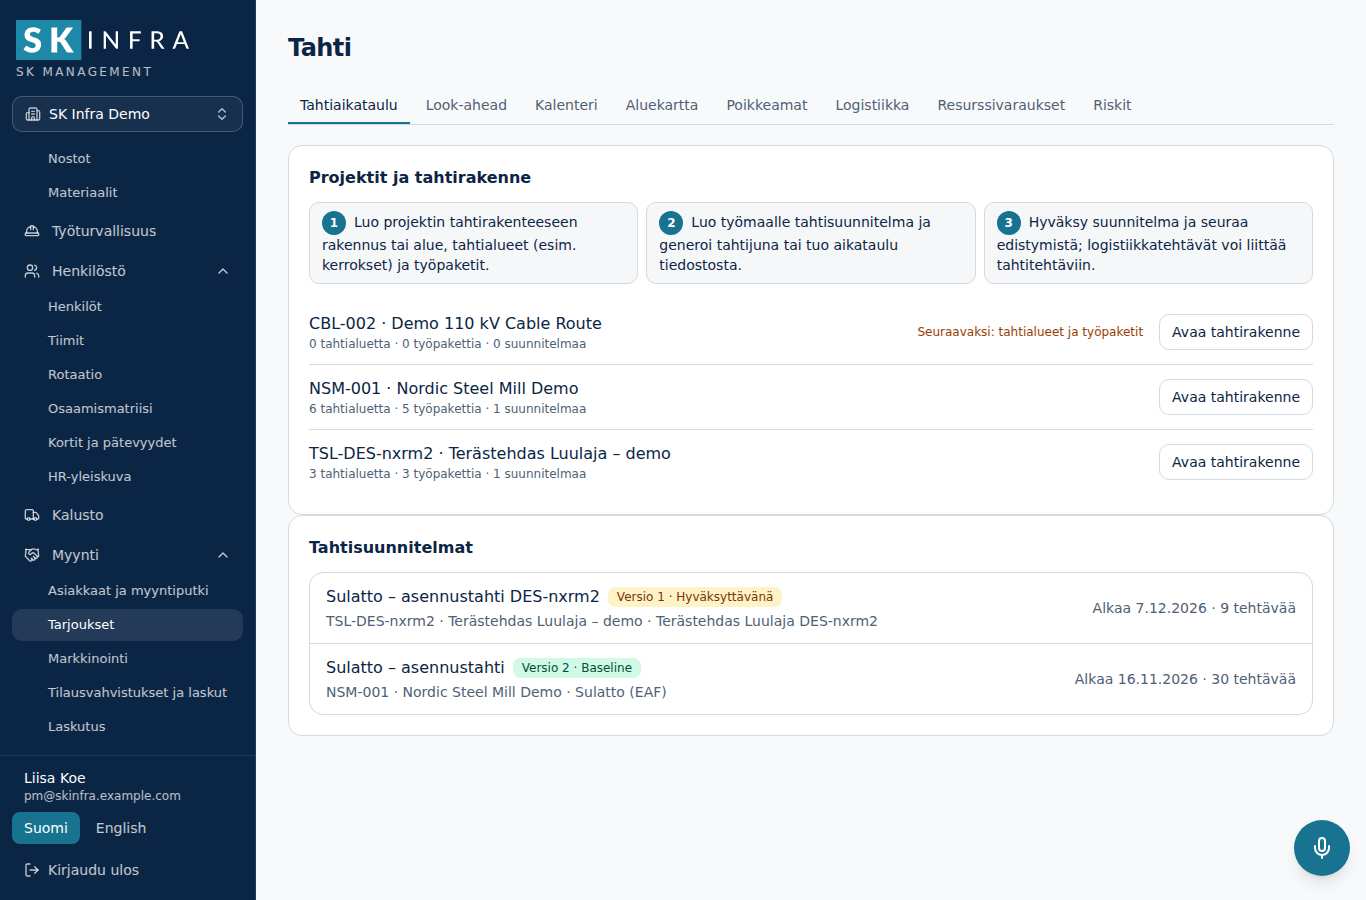 SK INFRA
SK MANAGEMENT
SK Infra Demo
Nostot
Materiaalit
Työturvallisuus
Henkilöstö
Henkilöt
Tiimit
Rotaatio
Osaamismatriisi
Kortit ja pätevyydet
HR-yleiskuva
Kalusto
Myynti
Asiakkaat ja myyntiputki
Tarjoukset
Markkinointi
Tilausvahvistukset ja laskut
Laskutus
Liisa Koe
pm@skinfra.example.com
Suomi English
Kirjaudu ulos
Tahti
Tahtiaikataulu Look-ahead Kalenteri Aluekartta Poikkeamat Logistiikka Resurssivaraukset Riskit
Projektit ja tahtirakenne
1 Luo projektin tahtirakenteeseen
rakennus tai alue, tahtialueet (esim.
kerrokset) ja työpaketit.
2 Luo työmaalle tahtisuunnitelma ja
generoi tahtijuna tai tuo aikataulu
tiedostosta.
3 Hyväksy suunnitelma ja seuraa
edistymistä; logistiikkatehtävät voi liittää
tahtitehtäviin.
CBL-002 · Demo 110 kV Cable Route
0 tahtialuetta · 0 työpakettia · 0 suunnitelmaa
Seuraavaksi: tahtialueet ja työpaketit
Avaa tahtirakenne
NSM-001 · Nordic Steel Mill Demo
6 tahtialuetta · 5 työpakettia · 1 suunnitelmaa
Avaa tahtirakenne
TSL-DES-nxrm2 · Terästehdas Luulaja – demo
3 tahtialuetta · 3 työpakettia · 1 suunnitelmaa
Avaa tahtirakenne
Tahtisuunnitelmat
Sulatto – asennustahti DES-nxrm2 Versio 1 · Hyväksyttävänä
TSL-DES-nxrm2 · Terästehdas Luulaja – demo · Terästehdas Luulaja DES-nxrm2
Alkaa 7.12.2026 · 9 tehtävää
Sulatto – asennustahti Versio 2 · Baseline
NSM-001 · Nordic Steel Mill Demo · Sulatto (EAF)
Alkaa 16.11.2026 · 30 tehtävää